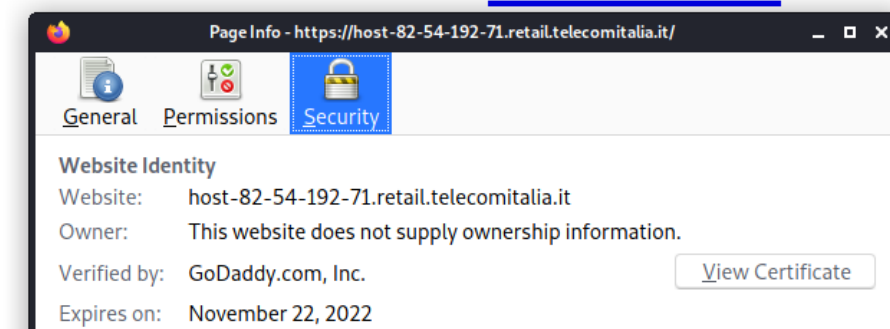 Page Info - https://host-82-54-192-71.retail.telecomitalia.it/
General Permissions Security
Website Identity
Website: host-82-54-192-71.retail.telecomitalia.it
Owner: This website does not supply ownership information.
Verified by: GoDaddy.com, Inc. View Certificate
Expires on: November 22, 2022